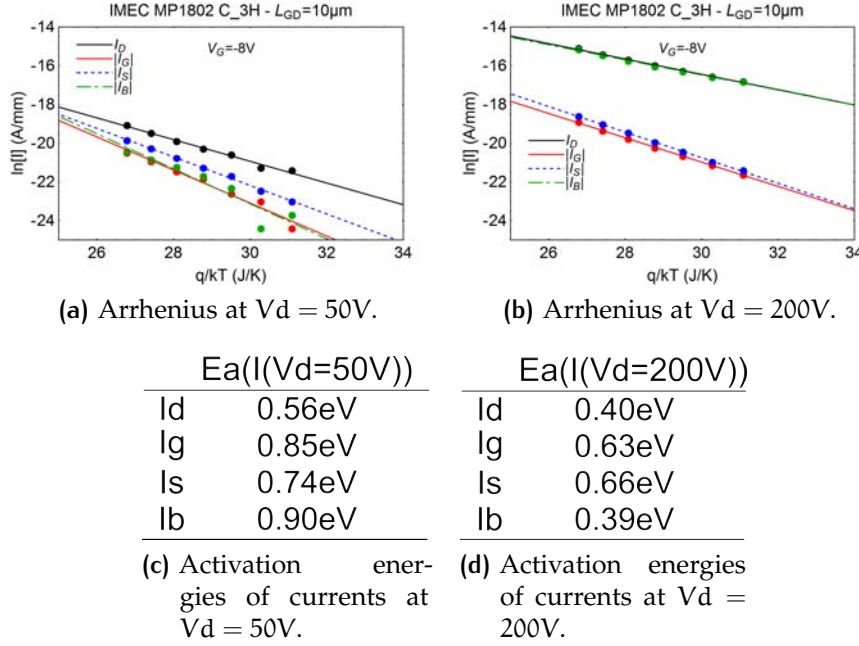 IMEC MP1802 C_3H - L_GD=10µm
I_D
|I_G|
|I_S|
|I_B|
V_G=-8V
ln[I] (A/mm)
-14
-16
-18
-20
-22
-24
26 28 30 32 34
q/kT (J/K)
(a) Arrhenius at Vd = 50V.
IMEC MP1802 C_3H - L_GD=10µm
V_G=-8V
I_D
|I_G|
|I_S|
|I_B|
ln[I] (A/mm)
-14
-16
-18
-20
-22
-24
26 28 30 32 34
q/kT (J/K)
(b) Arrhenius at Vd = 200V.
Ea(I(Vd=50V))
Id 0.56eV
Ig 0.85eV
Is 0.74eV
Ib 0.90eV
(c) Activation ener-
gies of currents at
Vd = 50V.
Ea(I(Vd=200V))
Id 0.40eV
Ig 0.63eV
Is 0.66eV
Ib 0.39eV
(d) Activation energies
of currents at Vd =
200V.